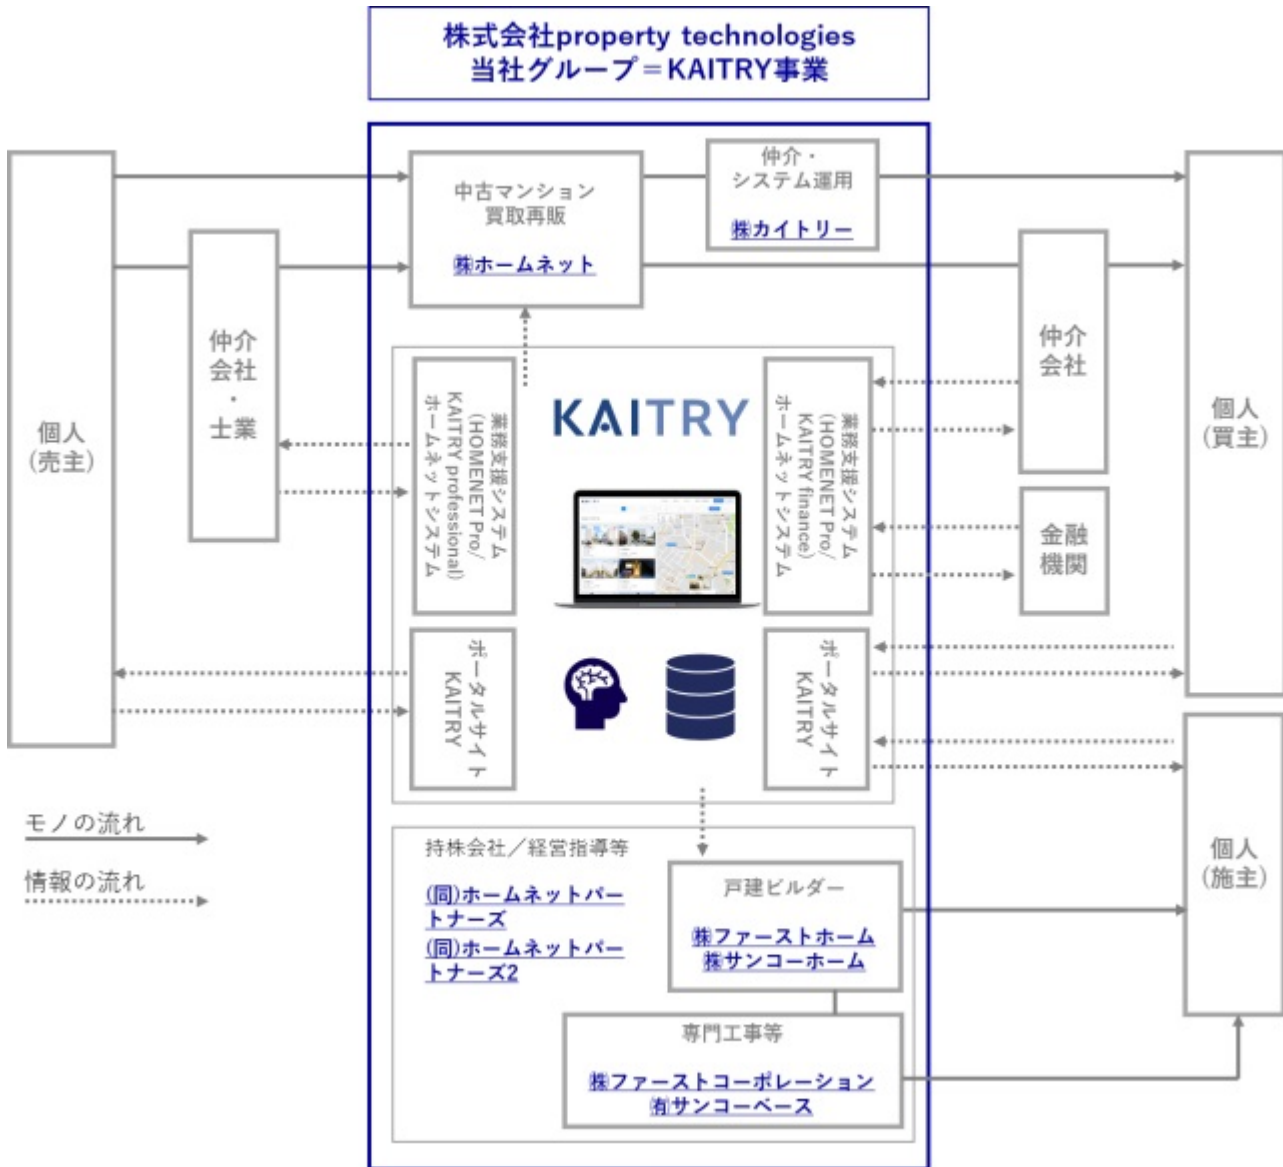 株式会社property technologies
当社グループ＝KAITRY事業
個人
(売主)
仲介
会社
・
士業
中古マンション
買取再販
㈱ホームネット
仲介・
システム運用
㈱カイトリー
仲介
会社
個人
(買主)
業務支援システム
(HOMENET Pro/
KAITRY professional)
ホームネットシステム
KAITRY
業務支援システム
(HOMENET Pro/
KAITRY finance)
ホームネットシステム
金融
機関
ポータルサイト
KAITRY
ポータルサイト
KAITRY
モノの流れ
情報の流れ
持株会社／経営指導等
(同)ホームネットパー
トナーズ
(同)ホームネットパー
トナーズ2
戸建ビルダー
㈱ファーストホーム
㈱サンコーホーム
専門工事等
㈱ファーストコーポレーション
㈲サンコーベース
個人
(施主)